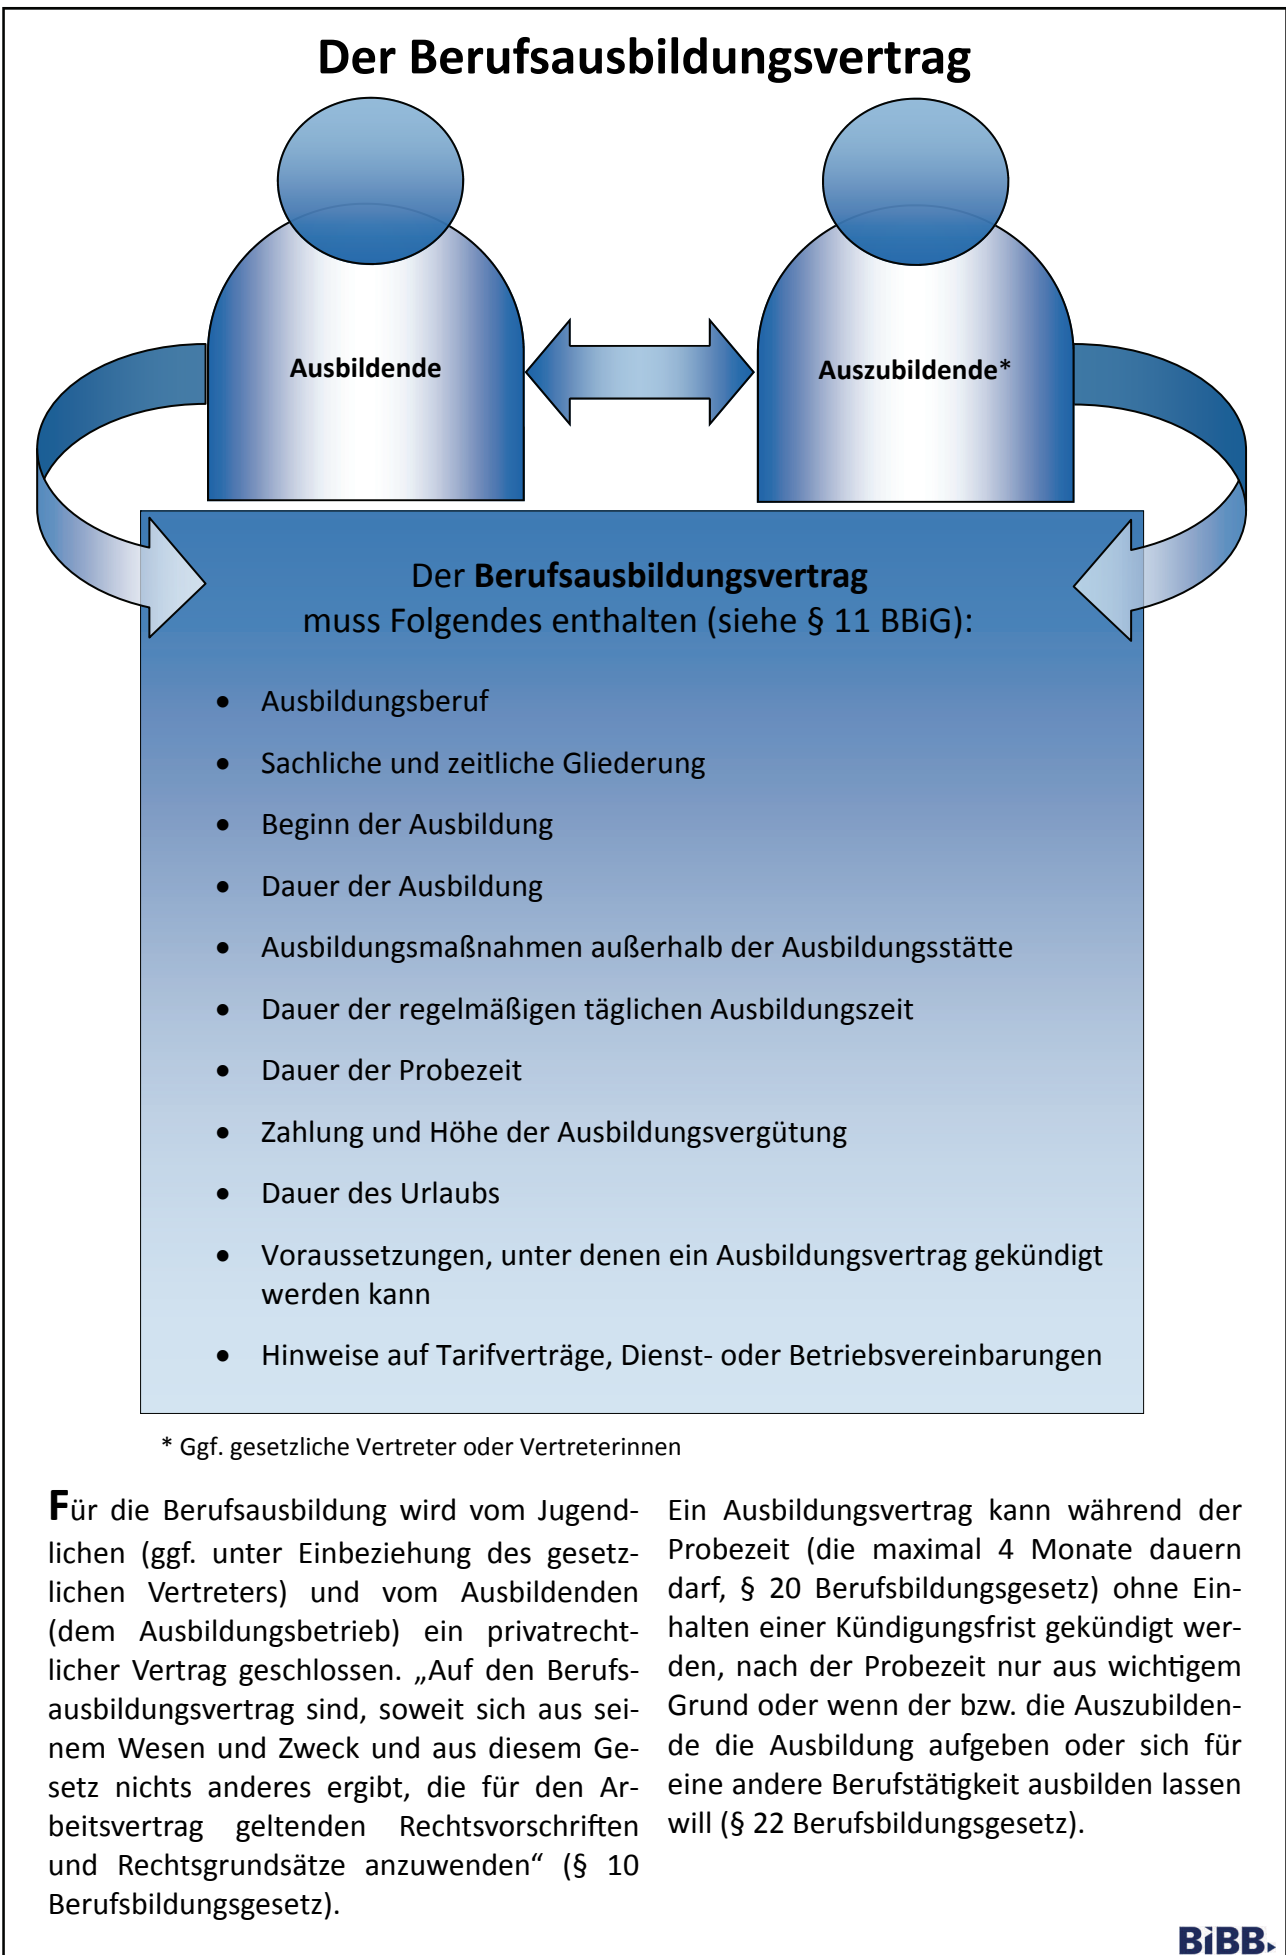 Der Berufsausbildungsvertrag
Ausbildende
Auszubildende*
Der Berufsausbildungsvertrag
muss Folgendes enthalten (siehe § 11 BBiG):
• Ausbildungsberuf
• Sachliche und zeitliche Gliederung
• Beginn der Ausbildung
• Dauer der Ausbildung
• Ausbildungsmaßnahmen außerhalb der Ausbildungsstätte
• Dauer der regelmäßigen täglichen Ausbildungszeit
• Dauer der Probezeit
• Zahlung und Höhe der Ausbildungsvergütung
• Dauer des Urlaubs
• Voraussetzungen, unter denen ein Ausbildungsvertrag gekündigt
werden kann
• Hinweise auf Tarifverträge, Dienst- oder Betriebsvereinbarungen
* Ggf. gesetzliche Vertreter oder Vertreterinnen
Für die Berufsausbildung wird vom Jugend-
lichen (ggf. unter Einbeziehung des gesetz-
lichen Vertreters) und vom Ausbildenden
(dem Ausbildungsbetrieb) ein privatrecht-
licher Vertrag geschlossen. „Auf den Berufs-
ausbildungsvertrag sind, soweit sich aus sei-
nem Wesen und Zweck und aus diesem Ge-
setz nichts anderes ergibt, die für den Ar-
beitsvertrag geltenden Rechtsvorschriften
und Rechtsgrundsätze anzuwenden“ (§ 10
Berufsbildungsgesetz).
Ein Ausbildungsvertrag kann während der
Probezeit (die maximal 4 Monate dauern
darf, § 20 Berufsbildungsgesetz) ohne Ein-
halten einer Kündigungsfrist gekündigt wer-
den, nach der Probezeit nur aus wichtigem
Grund oder wenn der bzw. die Auszubilden-
de die Ausbildung aufgeben oder sich für
eine andere Berufstätigkeit ausbilden lassen
will (§ 22 Berufsbildungsgesetz).
BiBB